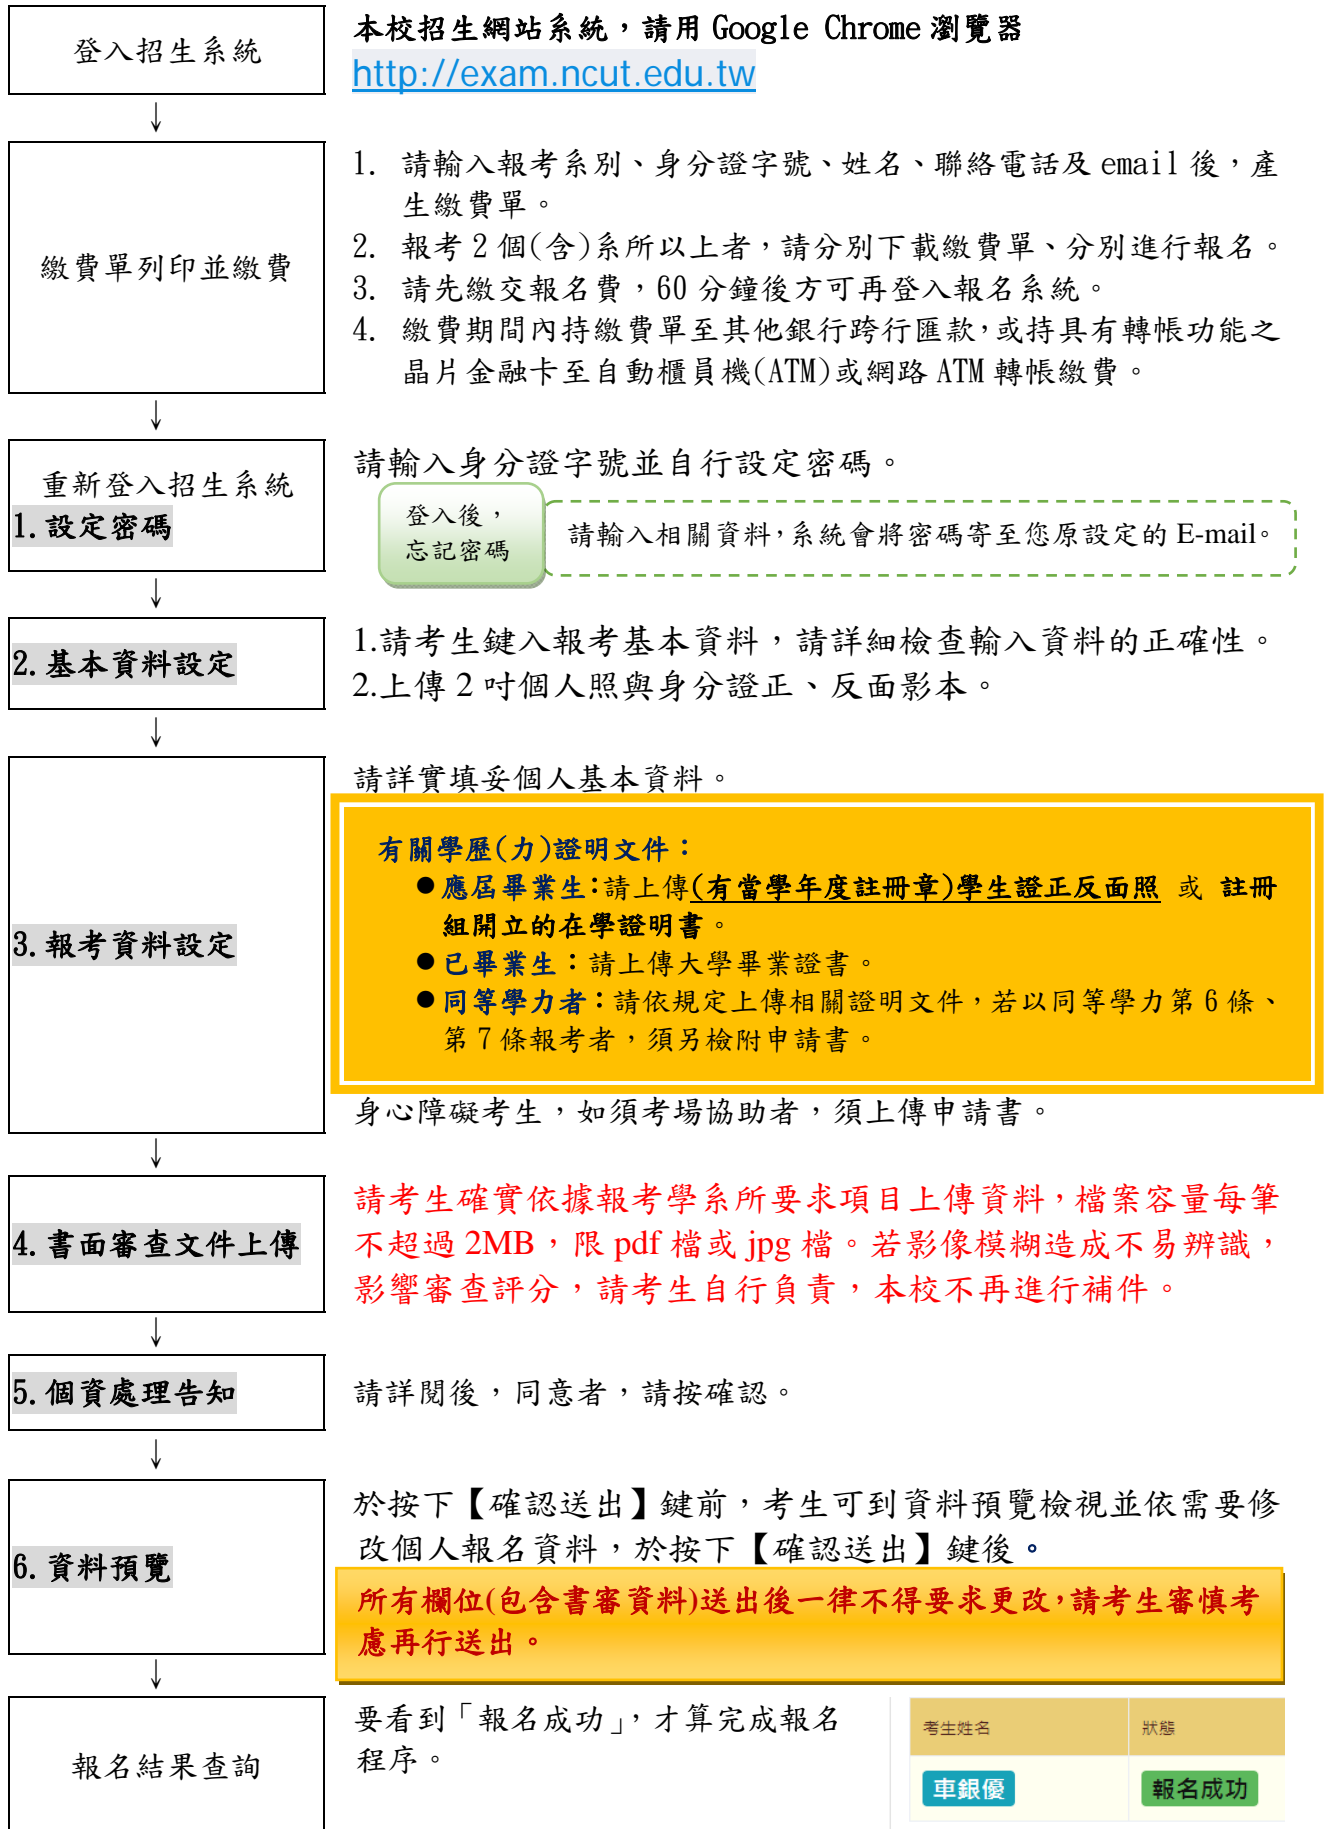 登入招生系統
本校招生網站系統，請用 Google Chrome 瀏覽器
http://exam.ncut.edu.tw
↓
繳費單列印並繳費
1. 請輸入報考系別、身分證字號、姓名、聯絡電話及 email 後，產
生繳費單。
2. 報考 2 個(含)系所以上者，請分別下載繳費單、分別進行報名。
3. 請先繳交報名費，60 分鐘後方可再登入報名系統。
4. 繳費期間內持繳費單至其他銀行跨行匯款，或持具有轉帳功能之
晶片金融卡至自動櫃員機(ATM)或網路 ATM 轉帳繳費。
↓
重新登入招生系統
1.設定密碼
請輸入身分證字號並自行設定密碼。
登入後，
忘記密碼
請輸入相關資料，系統會將密碼寄至您原設定的 E-mail。
↓
2.基本資料設定
1.請考生鍵入報考基本資料，請詳細檢查輸入資料的正確性。
2.上傳 2 吋個人照與身分證正、反面影本。
↓
3.報考資料設定
請詳實填妥個人基本資料。
有關學歷(力)證明文件：
●應屆畢業生:請上傳(有當學年度註冊章)學生證正反面照 或 註冊
組開立的在學證明書。
●已畢業生：請上傳大學畢業證書。
●同等學力者：請依規定上傳相關證明文件，若以同等學力第 6 條、
第 7 條報考者，須另檢附申請書。
身心障礙考生，如須考場協助者，須上傳申請書。
↓
4.書面審查文件上傳
請考生確實依據報考學系所要求項目上傳資料，檔案容量每筆
不超過 2MB，限 pdf 檔或 jpg 檔。若影像模糊造成不易辨識，
影響審查評分，請考生自行負責，本校不再進行補件。
↓
5.個資處理告知
請詳閱後，同意者，請按確認。
↓
6.資料預覽
於按下【確認送出】鍵前，考生可到資料預覽檢視並依需要修
改個人報名資料，於按下【確認送出】鍵後。
所有欄位(包含書審資料)送出後一律不得要求更改，請考生審慎考
慮再行送出。
↓
報名結果查詢
要看到「報名成功」，才算完成報名
程序。
考生姓名 狀態
車銀優 報名成功